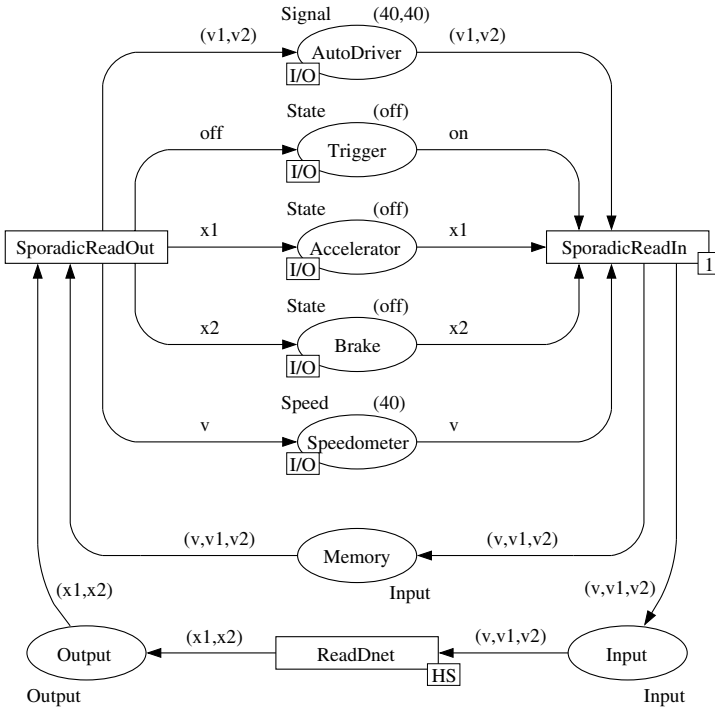 Signal (40,40)
(v1,v2) AutoDriver (v1,v2)
I/O
State (off)
off Trigger on
I/O
State (off)
x1 x1
SporadicReadOut Accelerator SporadicReadIn
I/O 1
State (off)
x2 Brake x2
I/O
Speed (40)
v Speedometer v
I/O
(v,v1,v2) (v,v1,v2)
Memory
Input
(x1,x2) (v,v1,v2)
(x1,x2) (v,v1,v2)
Output ReadDnet Input
HS
Output Input